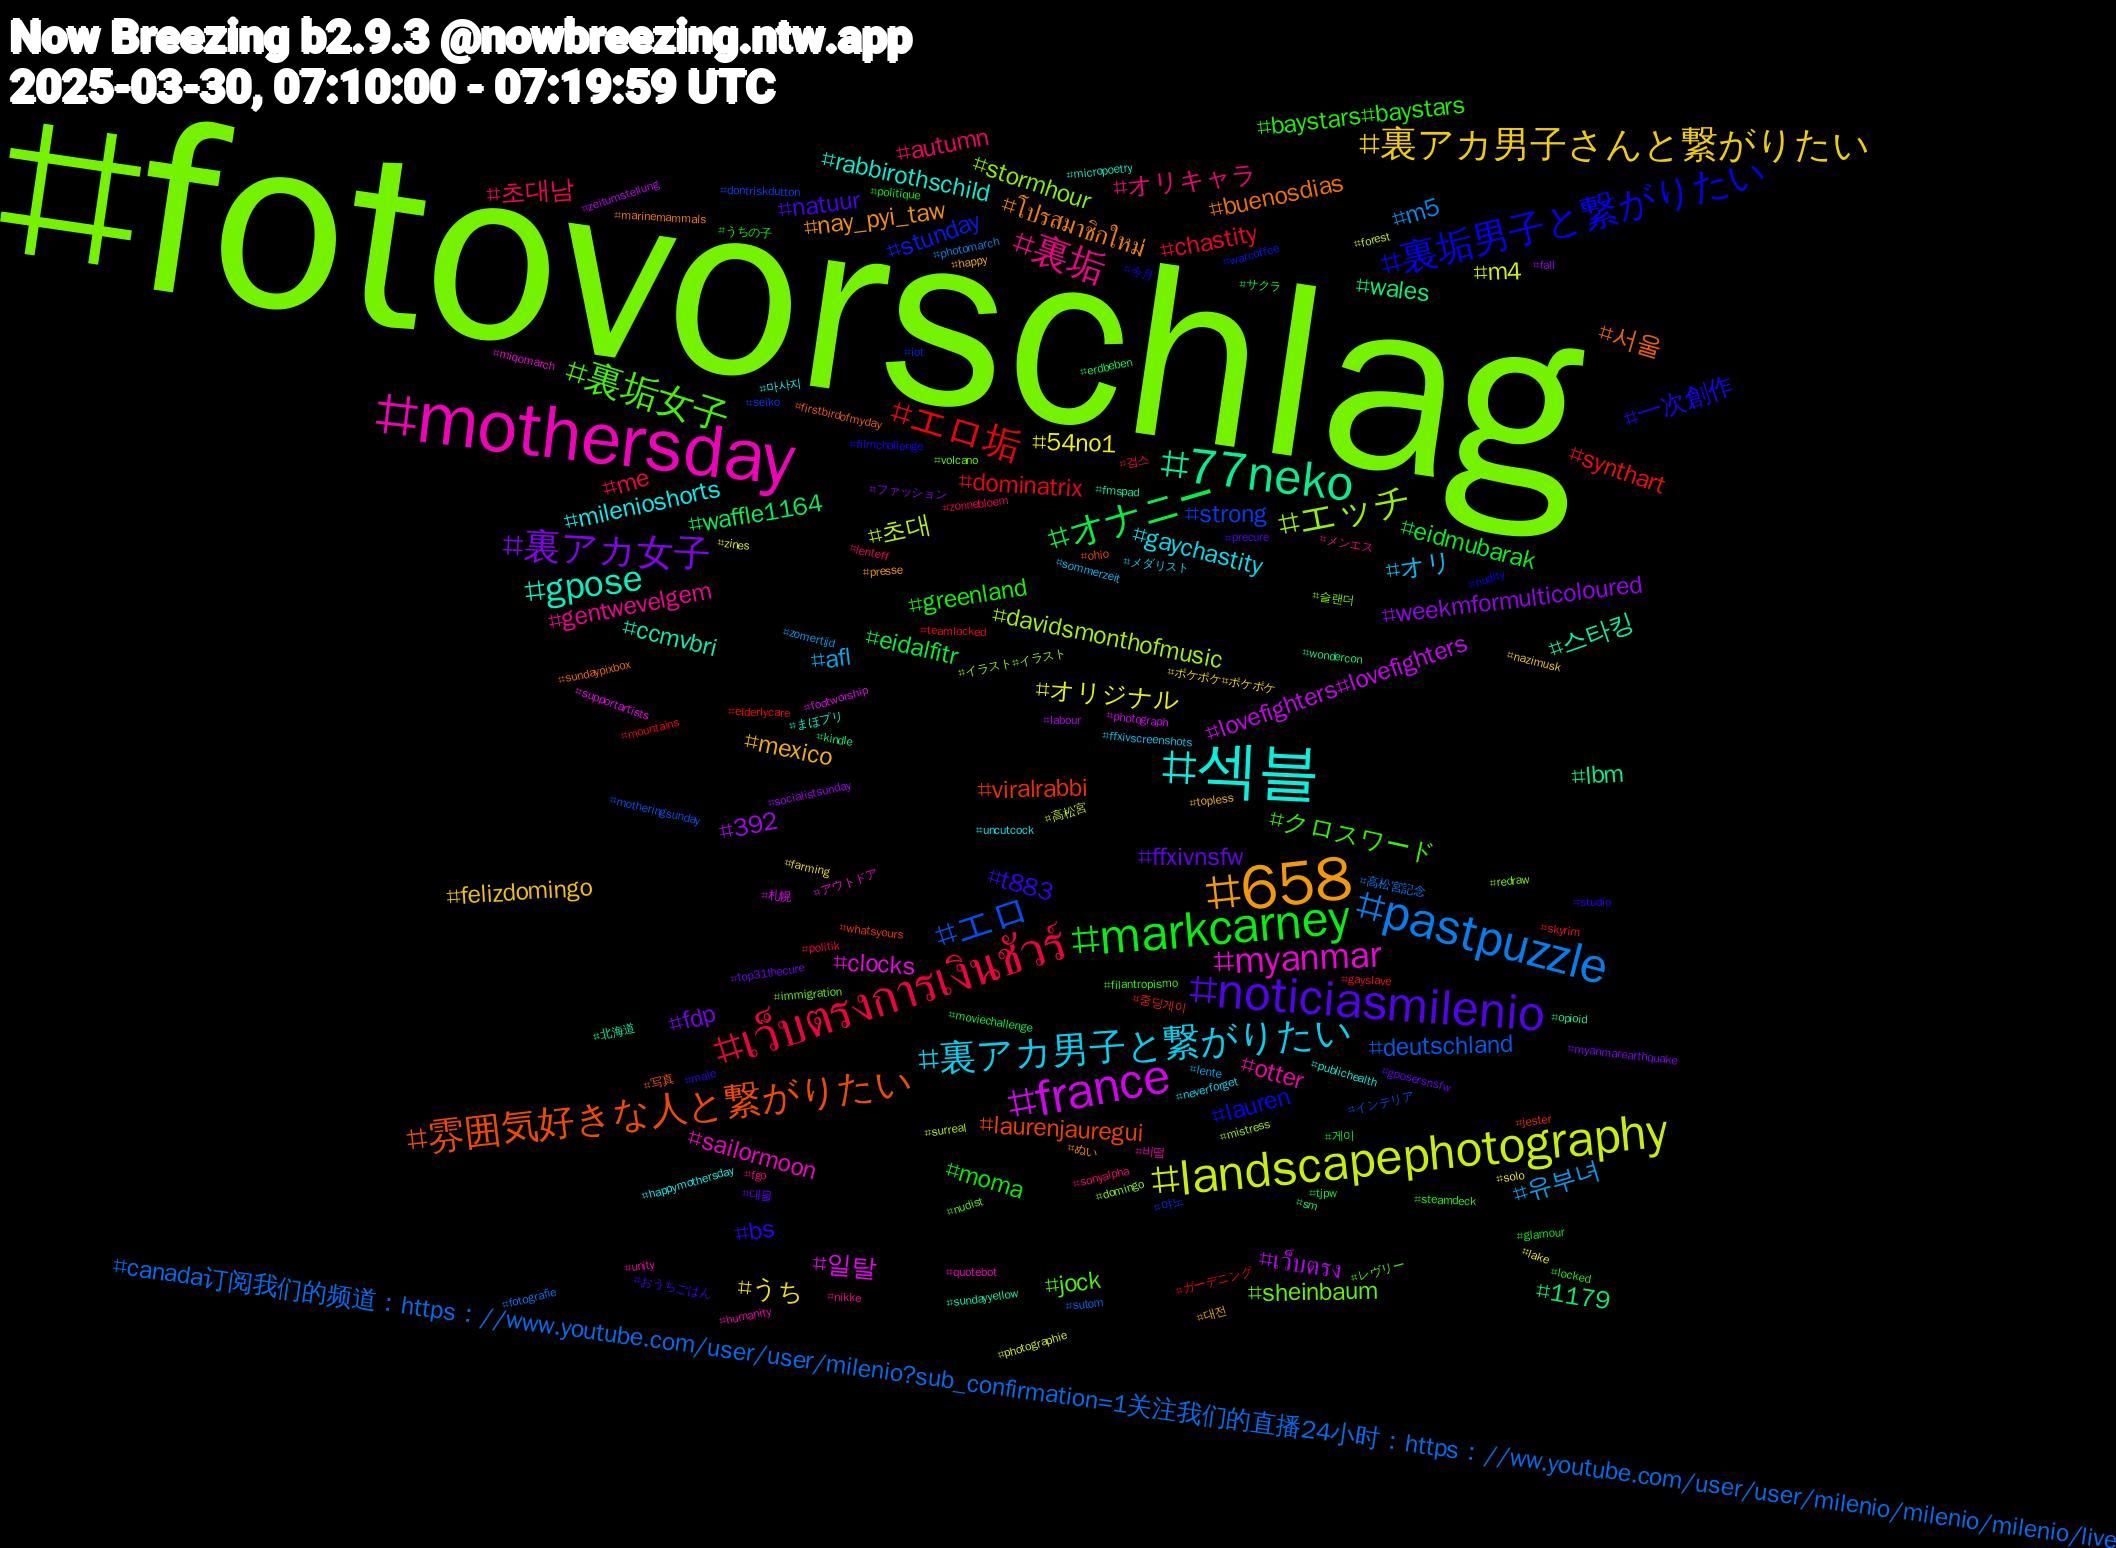 Now Breezing b2.9.3 @nowbreezing.ntw.app
2025-03-30, 07:10:00 - 07:19:59 UTC
#fotovorschlag
#baystars#baystars
#裏アカ男子さんと繋がりたい
#autumn
#stormhour
#rabbirothschild
#micropoetry
#dontriskdutton
#zeitumstellung
#politique
#초대남
#オリキャラ
#natuur
#buenosdias
#m5
#裏垢男子と繋がりたい
#marinemammals
#nay_pyi_taw
#โปรสมาชิกใหม่
#stunday
#裏垢
#chastity
#m4
#forest
#fall
#うちの子
#photomarch
#happy
#warcoffee
#今月
#wales
#サクラ
#서울
#miqomarch
#iot
#erdbeben
#마사지
#seiko
#裏垢女子
#mothersday
#firstbirdofmyday
#エロ垢
#一次創作
#filmchallenge
#54no1
#volcano
#겁스
#synthart
#77neko
#ファッション
#me
#dominatrix
#fmspad
#milenioshorts
#zonnebloem
#エッチ
#strong
#waffle1164
#초대
#オナニー
#gaychastity
#eidmubarak
#裏アカ女子
#zines
#ohio
#precure
#メンエス
#lenteff
#presse
#sommerzeit
#メダリスト
#オリ
#gpose
#greenland
#nudity
#gentwevelgem
#슬랜더
#davidsmonthofmusic
#weekmformulticoloured
#ccmvbri
#eidalfitr
#스타킹
#イラスト#イラスト
#afl
#zomertijd
#teamlocked
#wondercon
#nazimusk
#ポケポケ#ポケポケ
#lovefighters#lovefighters
#sundaypixbox
#オリジナル
#supportartists
#footworship
#photograph
#labour
#まほプリ
#elderlycare
#mountains
#kindle
#mexico
#ffxivscreenshots
#섹블
#lbm
#viralrabbi
#socialistsunday
#motheringsunday
#392
#高松宮
#topless
#uncutcock
#クロスワード
#ffxivnsfw
#farming
#アウトドア
#札幌
#高松宮記念
#redraw
#felizdomingo
#t883
#658
#studio
#whatsyours
#エロ
#pastpuzzle
#skyrim
#markcarney
#politik
#myanmar
#เว็บตรงการเงินชัวร์
#clocks
#top31thecure
#gayslave
#noticiasmilenio
#immigration
#filantropismo
#중딩게이
#fdp
#moviechallenge
#opioid
#北海道
#裏アカ男子と繋がりたい
#deutschland
#myanmarearthquake
#otter
#publichealth
#gposersnsfw
#写真
#male
#lente
#雰囲気好きな人と繋がりたい
#france
#neverforget
#lauren
#インテリア
#jester
#laurenjauregui
#surreal
#mistress
#게이
#landscapephotography
#sailormoon
#ぬい
#비떱
#moma
#유부녀
#fgo
#sonyalpha
#대물
#happymothersday
#domingo
#solo
#tjpw
#steamdeck
#야노
#nudist
#bs
#sm
#glamour
#lake
#일탈
#เว็บตรง
#レヴリー
#locked
#canada订阅我们的频道：https：//www.youtube.com/user/user/milenio?sub_confirmation=1关注我们的直播24小时：https：//ww.youtube.com/user/user/milenio/milenio/milenio/live
#unity
#quotebot
#うち
#おうちごはん
#jock
#sheinbaum
#ガーデニング
#1179
#fotografie
#nikke
#sundayyellow
#sulom
#대전
#humanity
#photographie